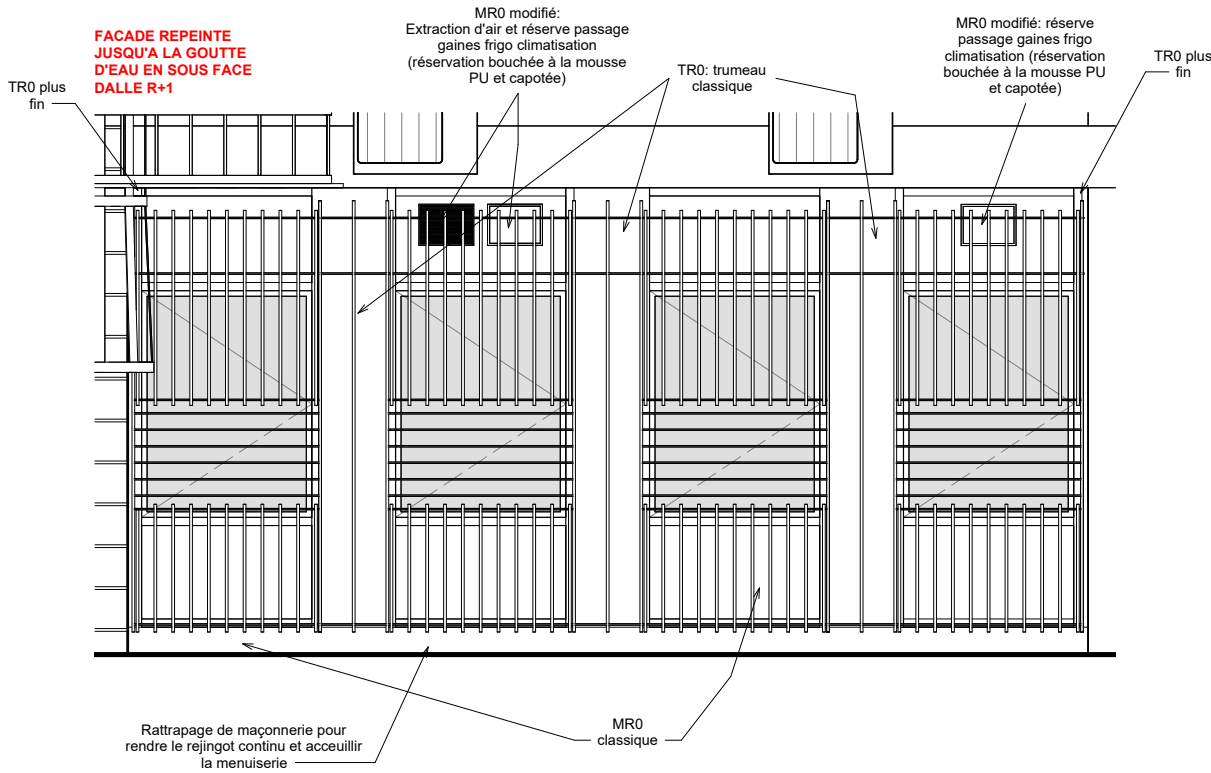 FACADE REPEINTE
JUSQU'A LA GOUTTE
D'EAU EN SOUS FACE
DALLE R+1
TR0 plus
fin
MR0 modifié:
Extraction d'air et réserve passage
gaines frigo climatisation
(réservation bouchée à la mousse
PU et capotée)
TR0: trumeau
classique
MR0 modifié: réserve
passage gaines frigo
climatisation (réservation
bouchée à la mousse PU
et capotée)
TR0 plus
fin
Rattrapage de maçonnerie pour
rendre le rejingot continu et acceuillir
la menuiserie
MR0
classique